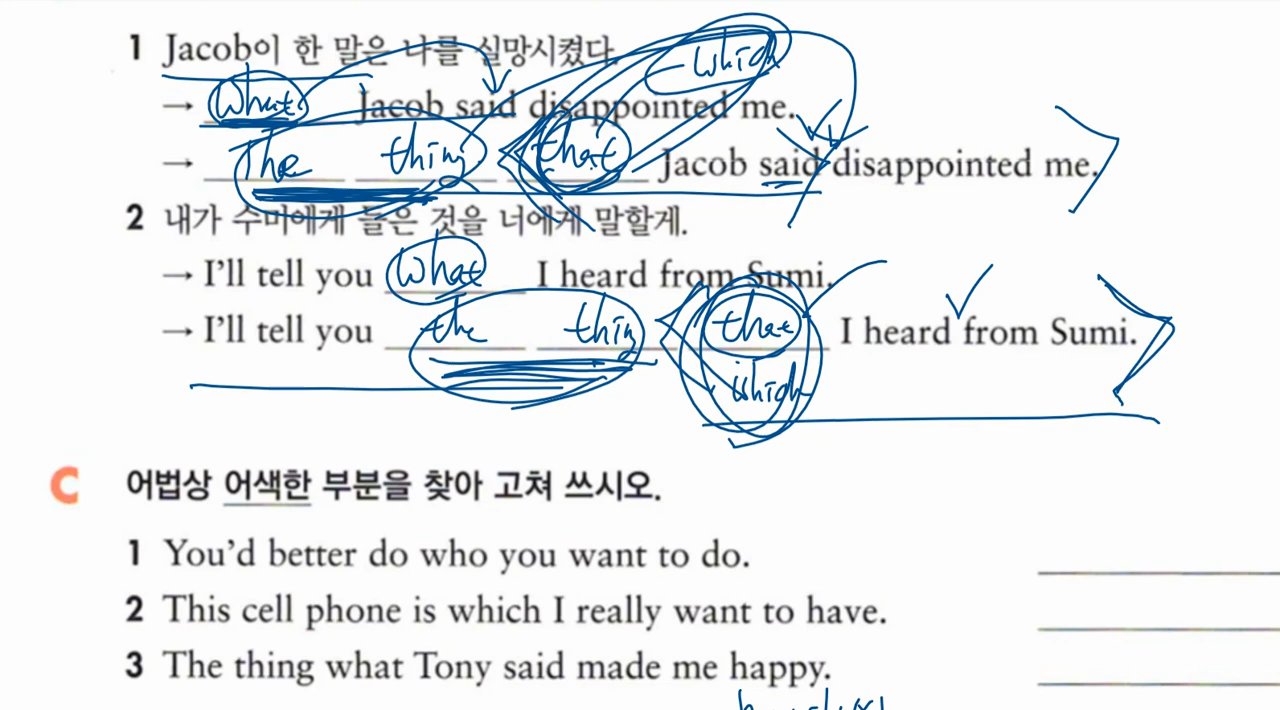 1 Jacob이 한 말은 나를 실망시켰다.
which
→ What Jacob said disappointed me.
→ The thing that Jacob said disappointed me.
2 내가 수미에게 들은 것을 너에게 말할게.
→ I'll tell you what I heard from Sumi.
→ I'll tell you the thing that I heard from Sumi.
which
C 어법상 어색한 부분을 찾아 고쳐 쓰시오.
1 You'd better do who you want to do.
2 This cell phone is which I really want to have.
3 The thing what Tony said made me happy.